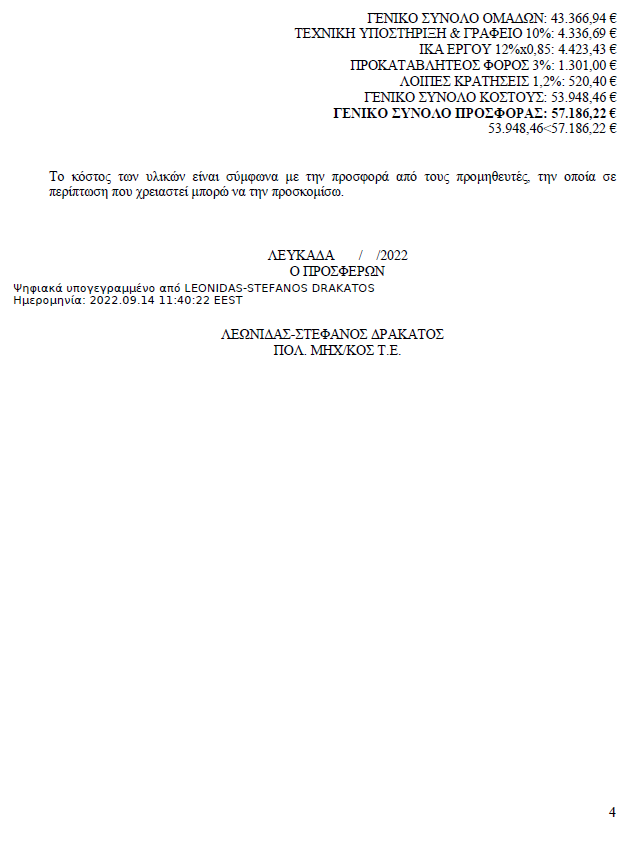 ΓΕΝΙΚΟ ΣΥΝΟΛΟ ΟΜΑΔΩΝ: 43.366,94 €
ΤΕΧΝΙΚΗ ΥΠΟΣΤΗΡΙΞΗ & ΓΡΑΦΕΙΟ 10%: 4.336,69 €
ΙΚΑ ΕΡΓΟΥ 12%x0,85: 4.423,43 €
ΠΡΟΚΑΤΑΒΛΗΤΕΟΣ ΦΟΡΟΣ 3%: 1.301,00 €
ΛΟΙΠΕΣ ΚΡΑΤΗΣΕΙΣ 1,2%: 520,40 €
ΓΕΝΙΚΟ ΣΥΝΟΛΟ ΚΟΣΤΟΥΣ: 53.948,46 €
ΓΕΝΙΚΟ ΣΥΝΟΛΟ ΠΡΟΣΦΟΡΑΣ: 57.186,22 €
53.948,46<57.186,22 €
Το κόστος των υλικών είναι σύμφωνα με την προσφορά από τους προμηθευτές, την οποία σε
περίπτωση που χρειαστεί μπορώ να την προσκομίσω.
ΛΕΥΚΑΔΑ / /2022
Ο ΠΡΟΣΦΕΡΩΝ
Ψηφιακά υπογεγραμμένο από LEONIDAS-STEFANOS DRAKATOS
Ημερομηνία: 2022.09.14 11:40:22 EEST
ΛΕΩΝΙΔΑΣ-ΣΤΕΦΑΝΟΣ ΔΡΑΚΑΤΟΣ
ΠΟΛ. ΜΗΧ/ΚΟΣ Τ.Ε.
4